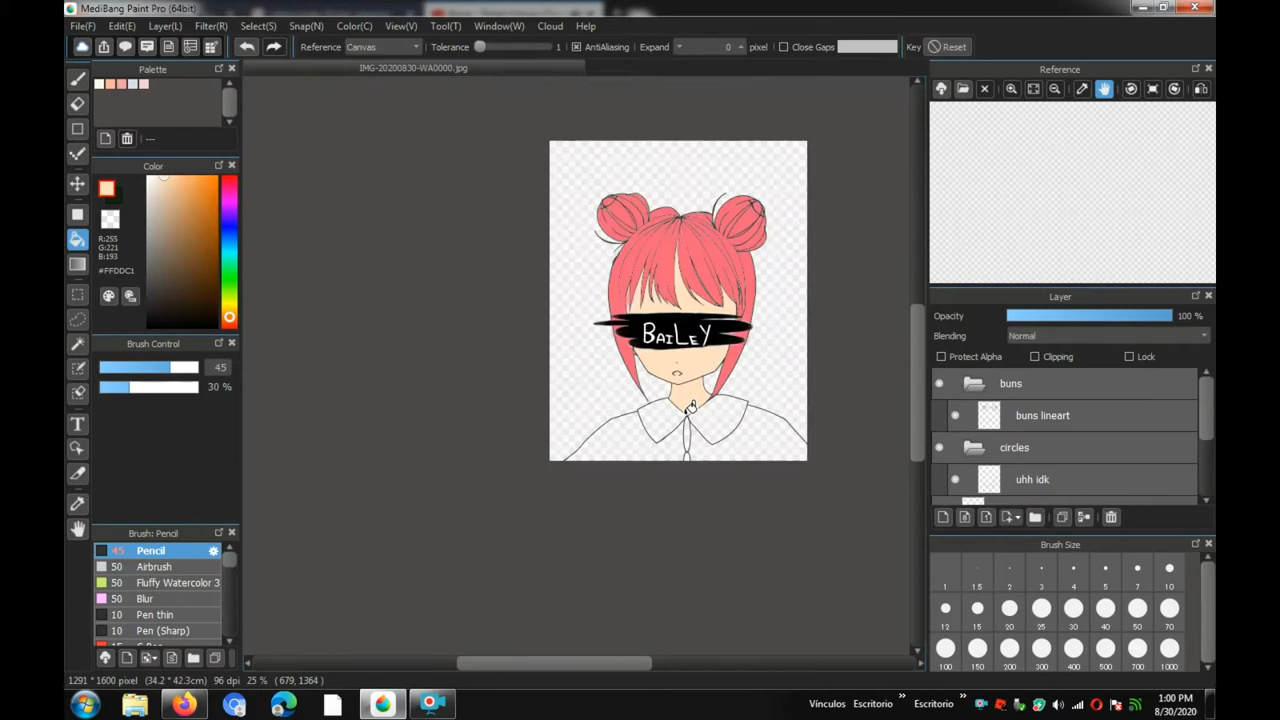 MediBang Paint Pro (64bit)
File(F) Edit(E) Layer(L) Filter(R) Select(S) Snap(N) Color(C) View(V) Tool(T) Window(W) Cloud Help
Reference Canvas Tolerance 1 AntiAliasing Expand 0 pixel Close Gaps Key Reset
Palette
IMG-20200830-WA0000.jpg
Reference
---
Color
R:255
G:221
B:193
#FFDDC1
Brush Control
45
30 %
BAiLEY
Layer
Opacity 100 %
Blending Normal
Protect Alpha Clipping Lock
buns
buns lineart
circles
uhh idk
Brush: Pencil
45 Pencil
50 Airbrush
50 Fluffy Watercolor 3
50 Blur
10 Pen thin
10 Pen (Sharp)
Brush Size
1 1.5 2 3 4 5 7 10
12 15 20 25 30 40 50 70
100 150 200 300 400 500 700 1000
1291 * 1600 pixel (34.2 * 42.3cm) 96 dpi 25 % (679, 1364)
Vínculos » Escritorio » Escritorio
1:00 PM
8/30/2020